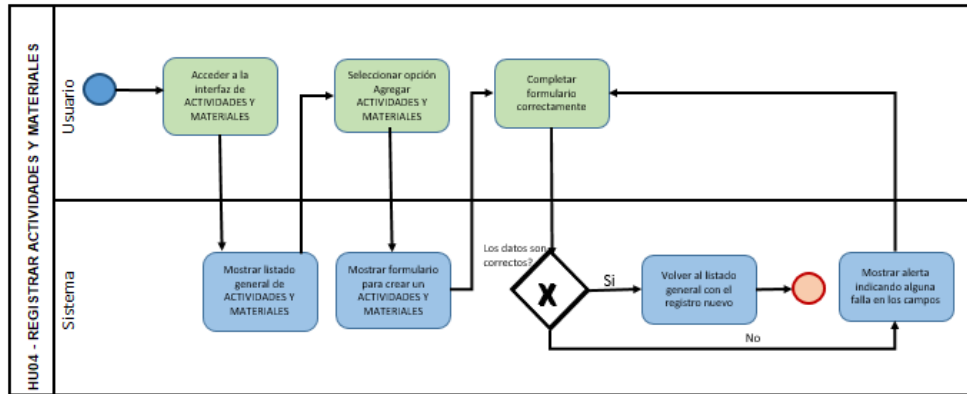 HU04 - REGISTRAR ACTIVIDADES Y MATERIALES
Usuario
Acceder a la
interfaz de
ACTIVIDADES Y
MATERIALES
Seleccionar opción
Agregar
ACTIVIDADES Y
MATERIALES
Completar
formulario
correctamente
Sistema
Mostrar listado
general de
ACTIVIDADES Y
MATERIALES
Mostrar formulario
para crear un
ACTIVIDADES Y
MATERIALES
Los datos son
correctos?
X
Si
Volver al listado
general con el
registro nuevo
Mostrar alerta
indicando alguna
falla en los campos
No